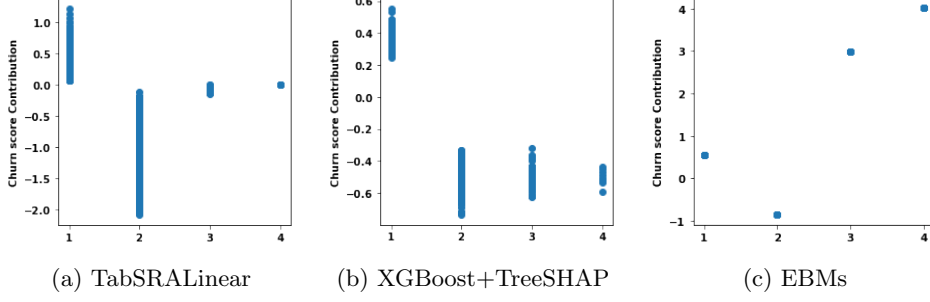 Churn score Contribution
1.0
0.5
0.0
−0.5
−1.0
−1.5
−2.0
1 2 3 4
(a) TabSRALinear
Churn score Contribution
0.6
0.4
0.2
0.0
−0.2
−0.4
−0.6
1 2 3 4
(b) XGBoost+TreeSHAP
Churn score Contribution
4
3
2
1
0
−1
1 2 3 4
(c) EBMs